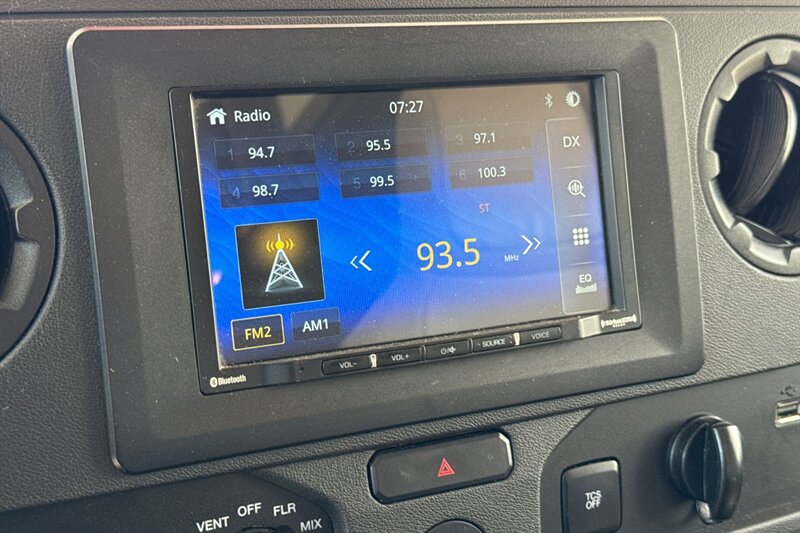 Radio
07:27
1 94.7
2 95.5
3 97.1
4 98.7
5 99.5
6 100.3
DX
ST
93.5
MHz
EQ
FM2
AM1
VOL-
VOL+
SOURCE
VOICE
Bluetooth
SiriusXM
TCS
OFF
VENT
OFF
FLR
MIX